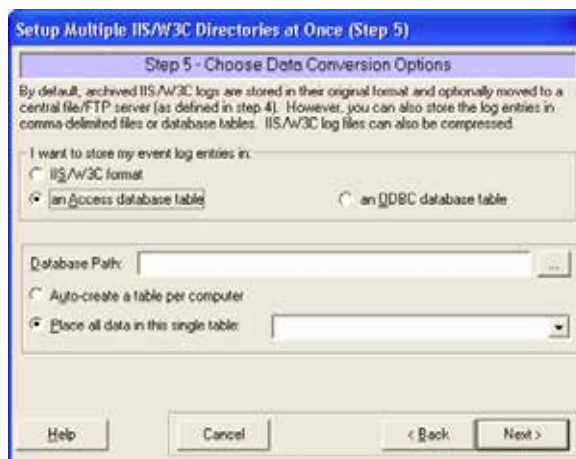 Setup Multiple IIS/W3C Directories at Once (Step 5)
Step 5 - Choose Data Conversion Options
By default, archived IIS/W3C logs are stored in their original format and optionally moved to a
central file/FTP server (as defined in step 4). However, you can also store the log entries in
comma-delimited files or database tables. IIS/W3C log files can also be compressed.
I want to store my event log entries in:
IIS/W3C format
an Access database table
an ODBC database table
Database Path:
...
Auto-create a table per computer
Place all data in this single table:
Help
Cancel
< Back
Next >